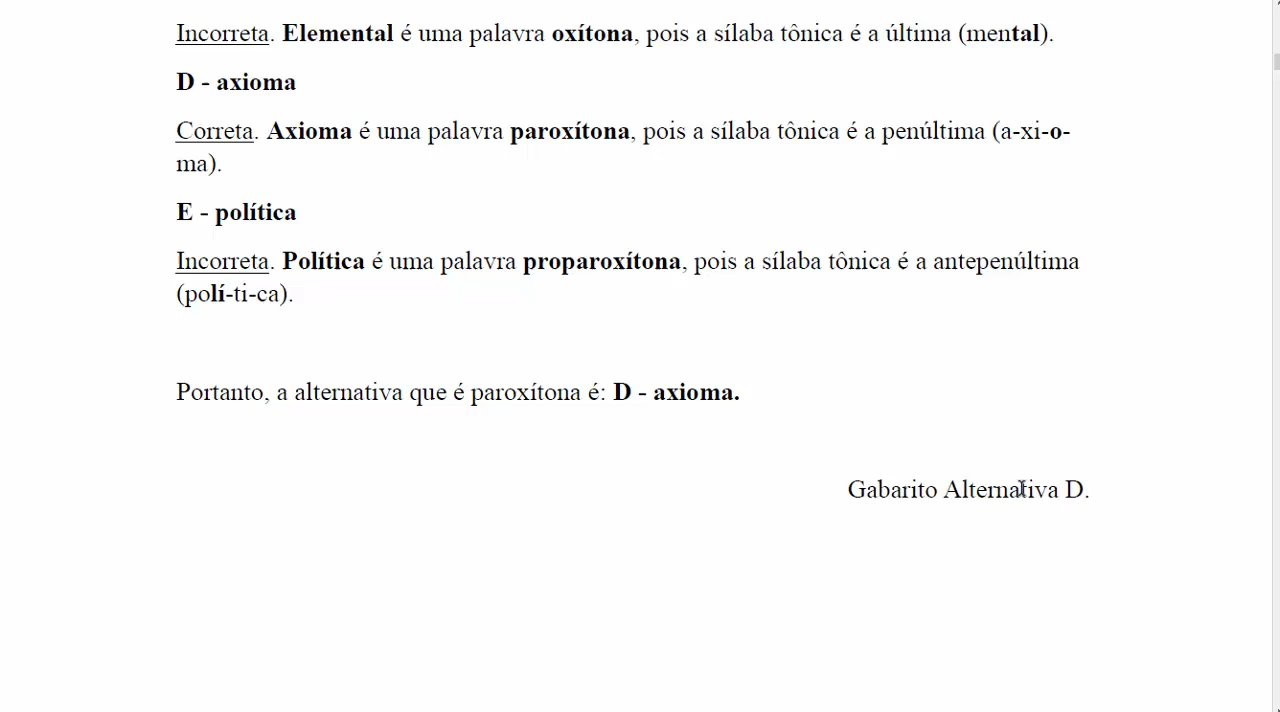 Incorreta. Elemental é uma palavra oxítona, pois a sílaba tônica é a última (mental).
D - axioma
Correta. Axioma é uma palavra paroxítona, pois a sílaba tônica é a penúltima (a-xi-o-
ma).
E - política
Incorreta. Política é uma palavra proparoxítona, pois a sílaba tônica é a antepenúltima
(polí-ti-ca).
Portanto, a alternativa que é paroxítona é: D - axioma.
Gabarito Alternativa D.